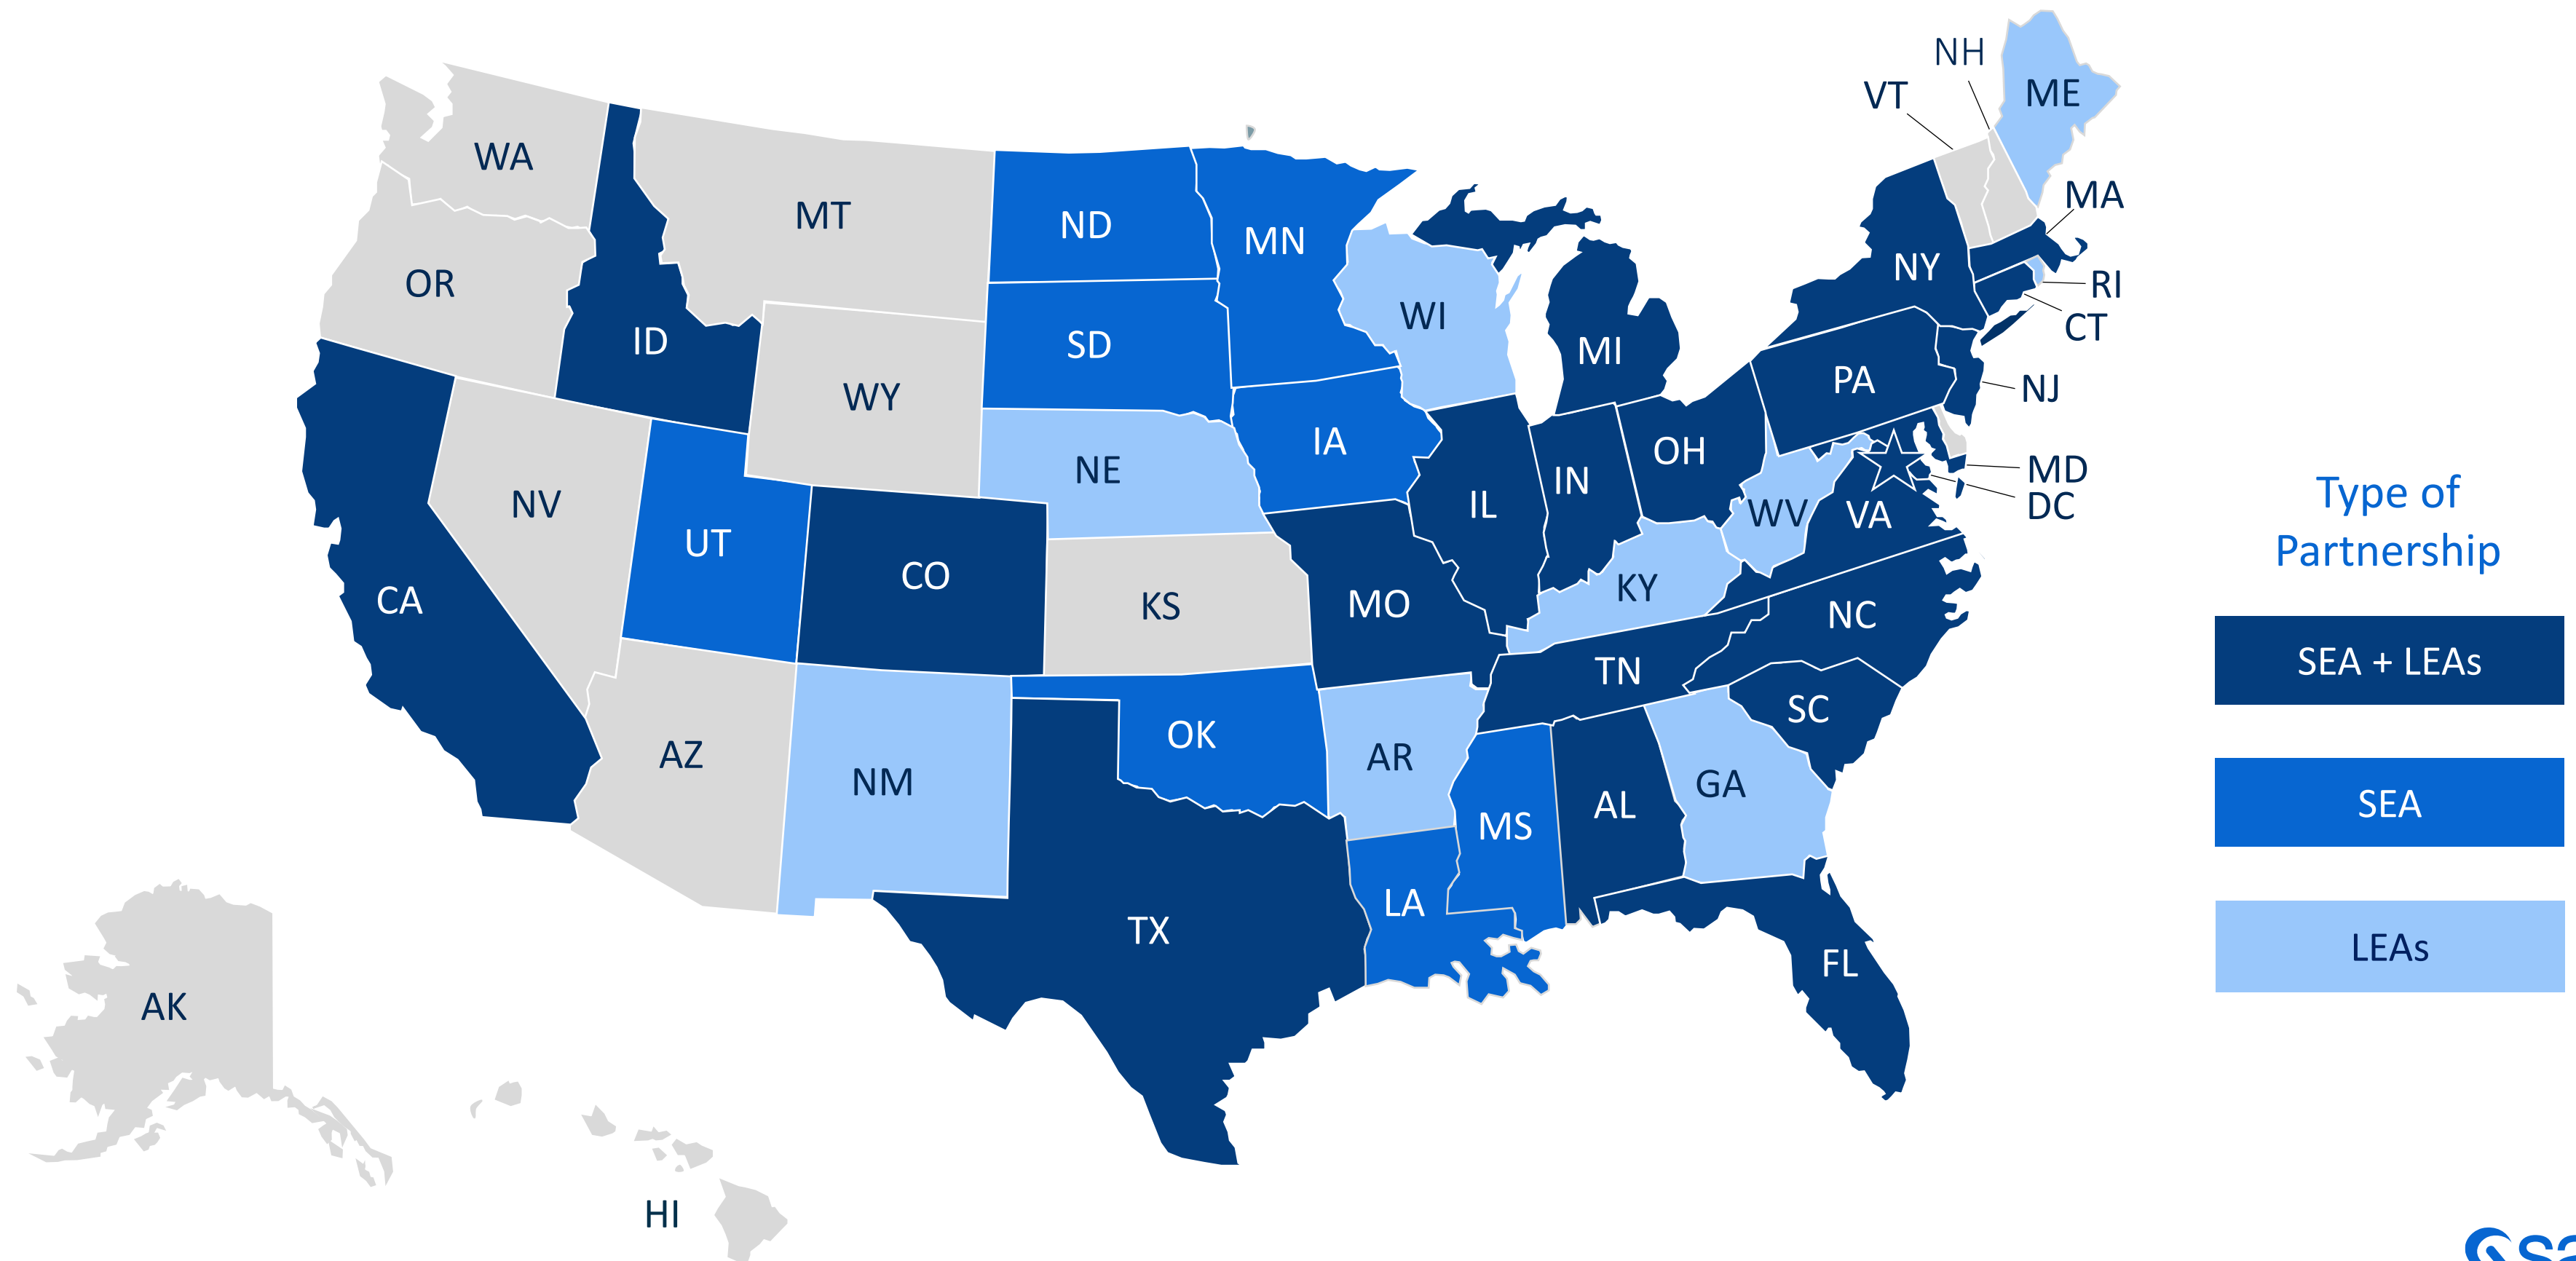 NH
VT
ME
WA
MT
ND
MN
MA
OR
NY
RI
WI
CT
ID
SD
MI
PA
NJ
WY
IA
OH
NE
MD
IN
NV
IL
DC
WV
VA
Type of
Partnership
UT
CO
KY
CA
KS
MO
NC
SEA + LEAs
TN
SC
OK
AZ
AR
NM
GA
AL
SEA
MS
LA
TX
LEAs
FL
AK
HI